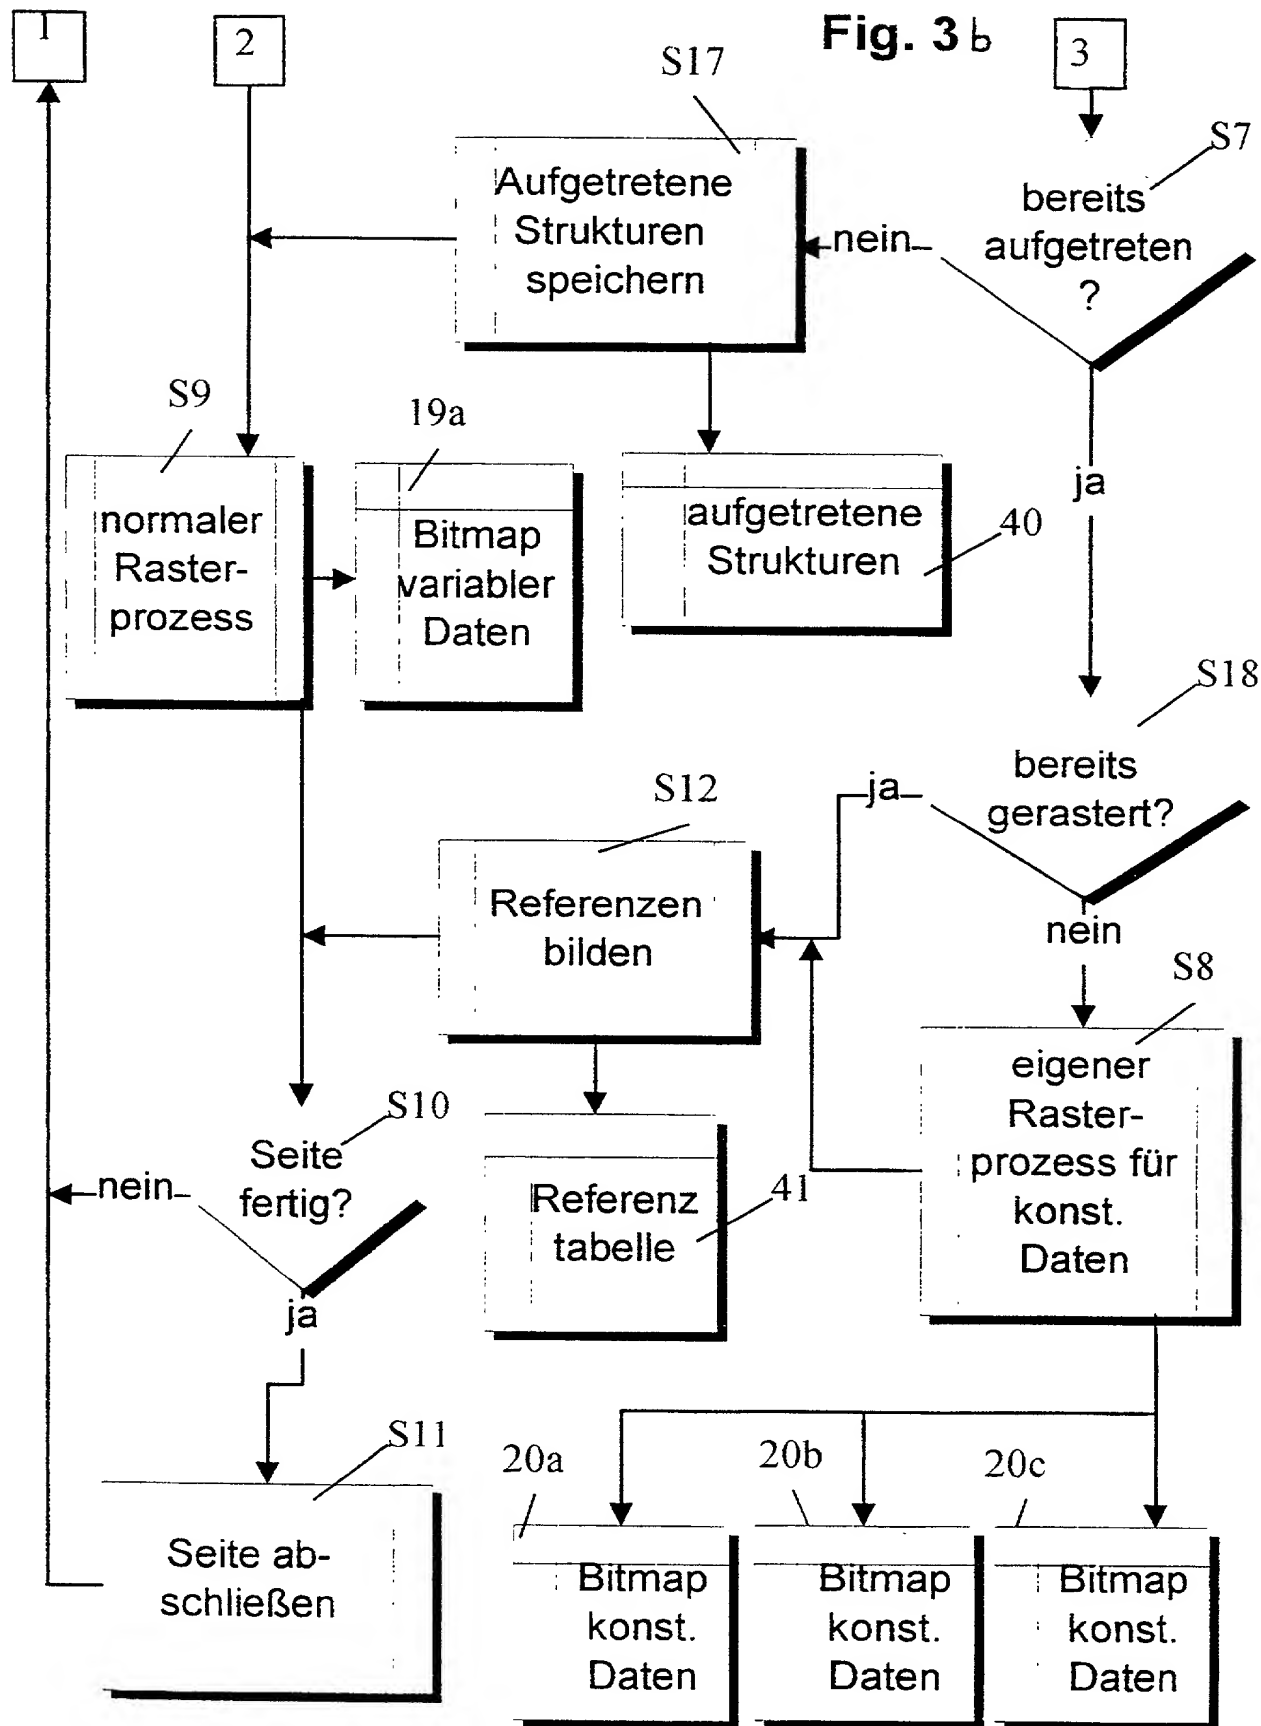 1
2
Fig. 3 b
3
S17
S7
Aufgetretene
Strukturen
speichern
nein
bereits
aufgetreten
?
S9
19a
ja
normaler
Raster-
prozess
Bitmap
variabler
Daten
aufgetretene
Strukturen
40
S18
S12
ja
bereits
gerastert?
Referenzen
bilden
nein
S8
eigener
Raster-
prozess für
konst.
Daten
S10
Seite
fertig?
nein
Referenz
tabelle
41
ja
S11
Seite ab-
schließen
20a
20b
20c
Bitmap
konst.
Daten
Bitmap
konst.
Daten
Bitmap
konst.
Daten